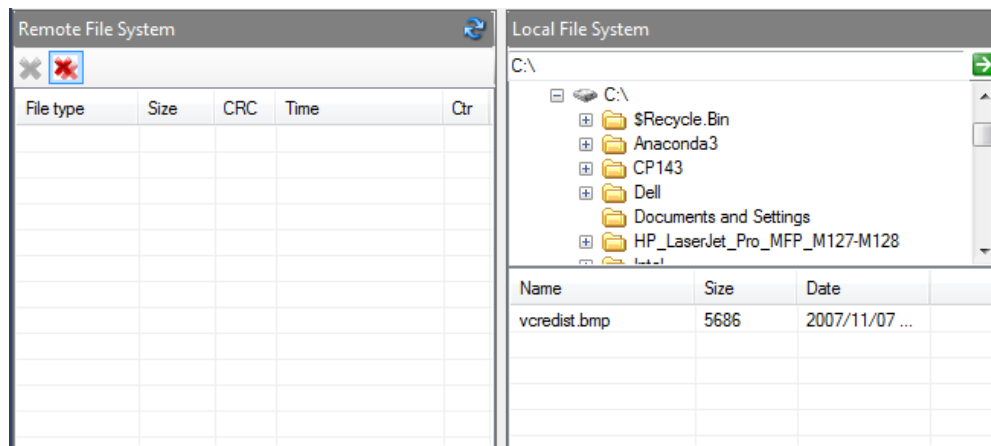 Remote File System
File type Size CRC Time Ctr
Local File System
C:\
C:\
$Recycle.Bin
Anaconda3
CP143
Dell
Documents and Settings
HP_LaserJet_Pro_MFP_M127-M128
Name Size Date
vcredist.bmp 5686 2007/11/07 ...